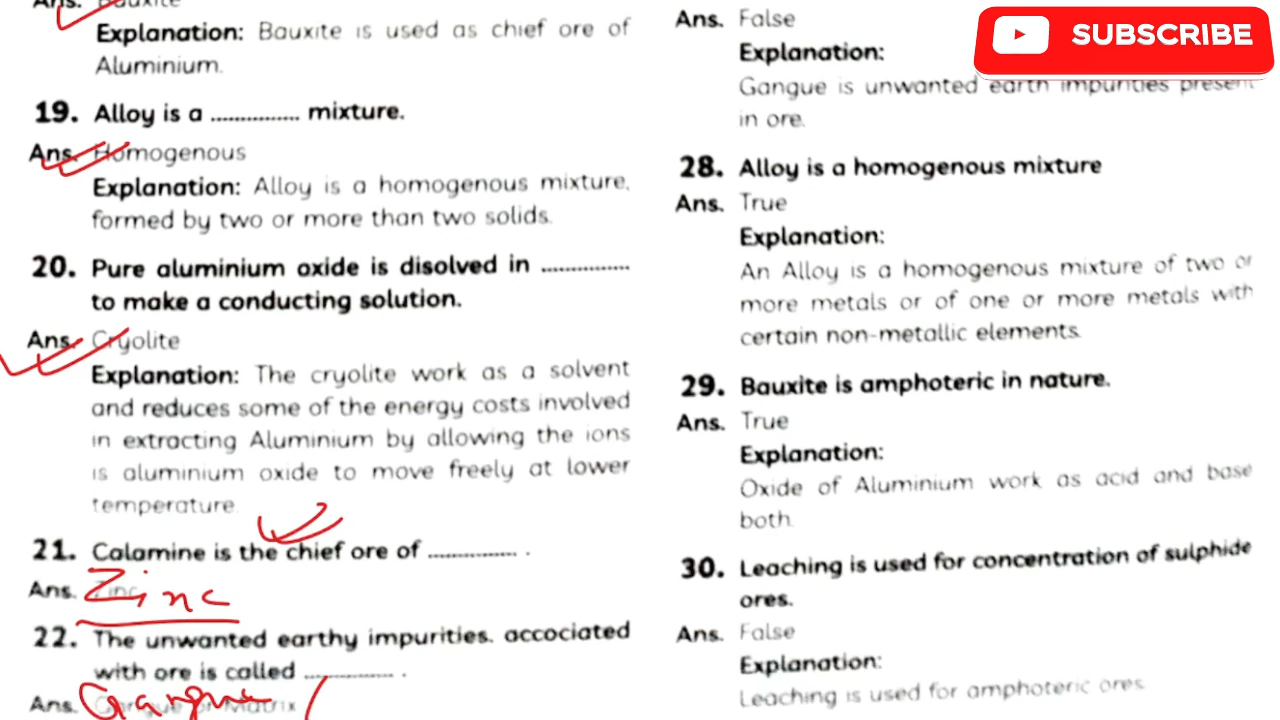 Ans. Bauxite
Explanation: Bauxite is used as chief ore of
Aluminium.
19. Alloy is a ............... mixture.
Ans. Homogenous
Explanation: Alloy is a homogenous mixture,
formed by two or more than two solids.
20. Pure aluminium oxide is disolved in ...............
to make a conducting solution.
Ans. Cryolite
Explanation: The cryolite work as a solvent
and reduces some of the energy costs involved
in extracting Aluminium by allowing the ions
is aluminium oxide to move freely at lower
temperature.
21. Calamine is the chief ore of ............... .
Ans. Zinc
Zinc
22. The unwanted earthy impurities. accociated
with ore is called ............... .
Ans. Gangue or Matrix
Gangue
Ans. False
Explanation:
Gangue is unwanted earth impurities present
in ore.
28. Alloy is a homogenous mixture
Ans. True
Explanation:
An Alloy is a homogenous mixture of two or
more metals or of one or more metals with
certain non-metallic elements.
29. Bauxite is amphoteric in nature.
Ans. True
Explanation:
Oxide of Aluminium work as acid and base
both.
30. Leaching is used for concentration of sulphide
ores.
Ans. False
Explanation:
Leaching is used for amphoteric ores.
SUBSCRIBE